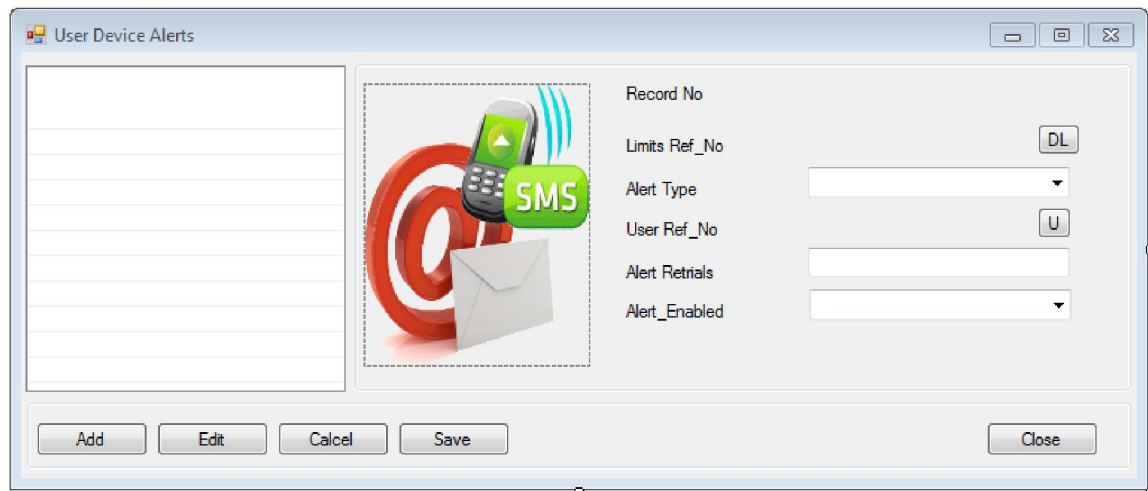 User Device Alerts
SMS
Record No
Limits Ref_No
DL
Alert Type
User Ref_No
U
Alert Retrials
Alert_Enabled
Add Edit Calcel Save Close